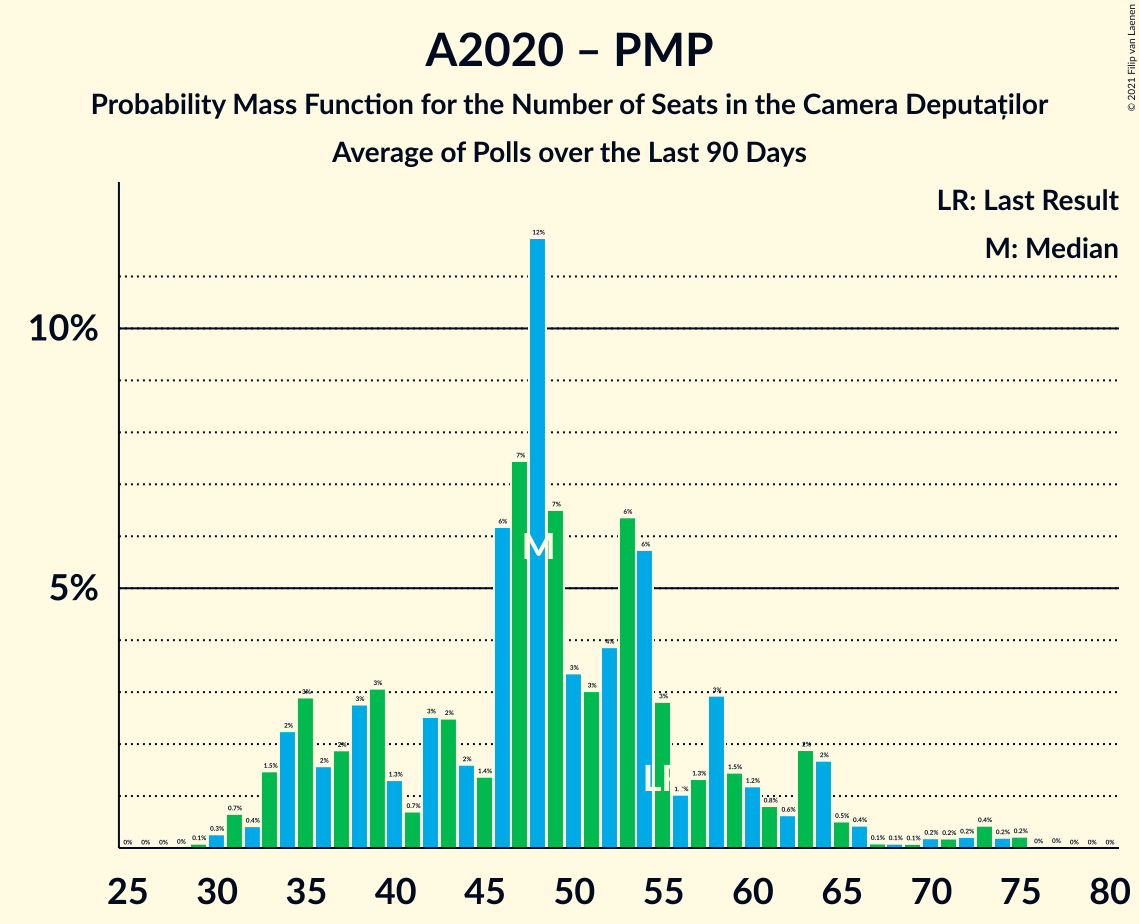 A2020 – PMP
Probability Mass Function for the Number of Seats in the Camera Deputaților
Average of Polls over the Last 90 Days
© 2021 Filip van Laenen
LR: Last Result
M: Median
10%
5%
0% 0% 0% 0% 0.1% 0.3% 0.7% 0.4% 1.5% 2% 3% 2% 2% 3% 3% 1.3% 0.7% 3% 2% 2% 1.4% 6% 7% 12% 7% 3% 3% 4% 6% 6% 3% 1.3% 3% 1.5% 1.2% 0.8% 0.6% 2% 2% 0.5% 0.4% 0.1% 0.1% 0.1% 0.2% 0.2% 0.2% 0.4% 0.2% 0.2% 0% 0% 0% 0% 0%
M
LR
25 30 35 40 45 50 55 60 65 70 75 80